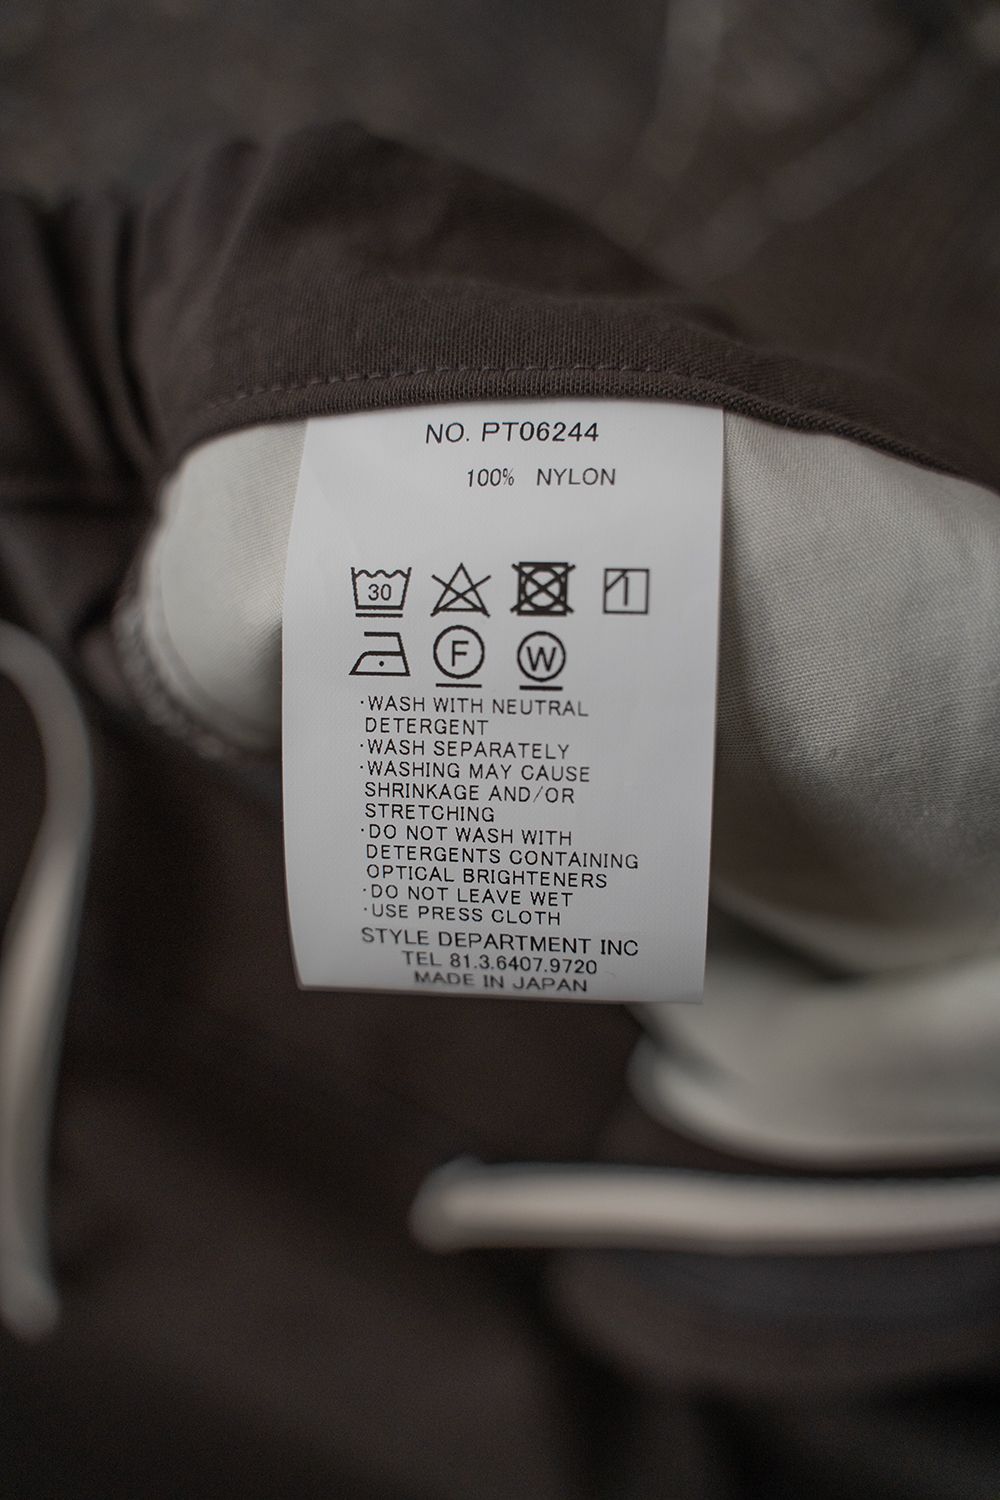 NO. PT06244
100% NYLON
30
F W
·WASH WITH NEUTRAL
DETERGENT
·WASH SEPARATELY
·WASHING MAY CAUSE
SHRINKAGE AND/OR
STRETCHING
·DO NOT WASH WITH
DETERGENTS CONTAINING
OPTICAL BRIGHTENERS
·DO NOT LEAVE WET
·USE PRESS CLOTH
STYLE DEPARTMENT INC
TEL 81.3.6407.9720
MADE IN JAPAN